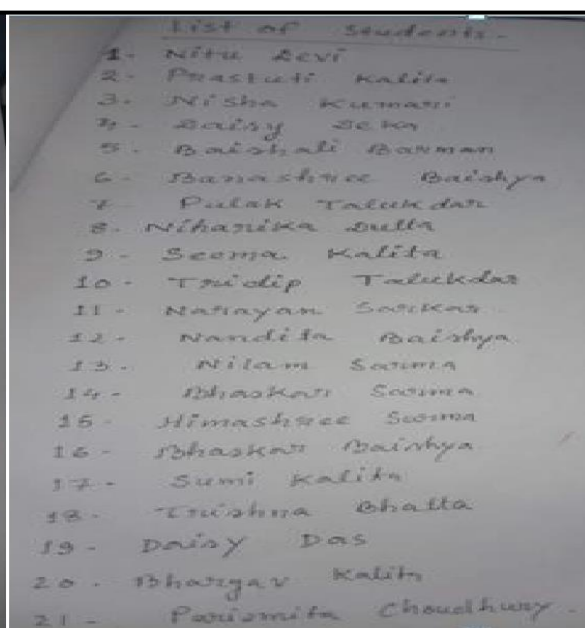 List of Students.
1- Nitu Devi
2- Prastuti Kalita
3- Nisha Kumari
4- Daisy Deka
5- Baishali Barman
6- Banashree Baishya
7 Pulak Talukdar
8- Niharika Dutta
9- Seema Kalita
10- Tridip Talukdar
11- Narayan Sarkar
12- Nandita Baishya
13- Nilam Sarma
14- Bhaskar Sarma
15- Himashree Sarma
16- Bhaskar Baishya
17- Sumi Kalita
18- Trishna Bhatta
19- Daisy Das
20- Bhargav Kalita
21- Parismita Choudhury.